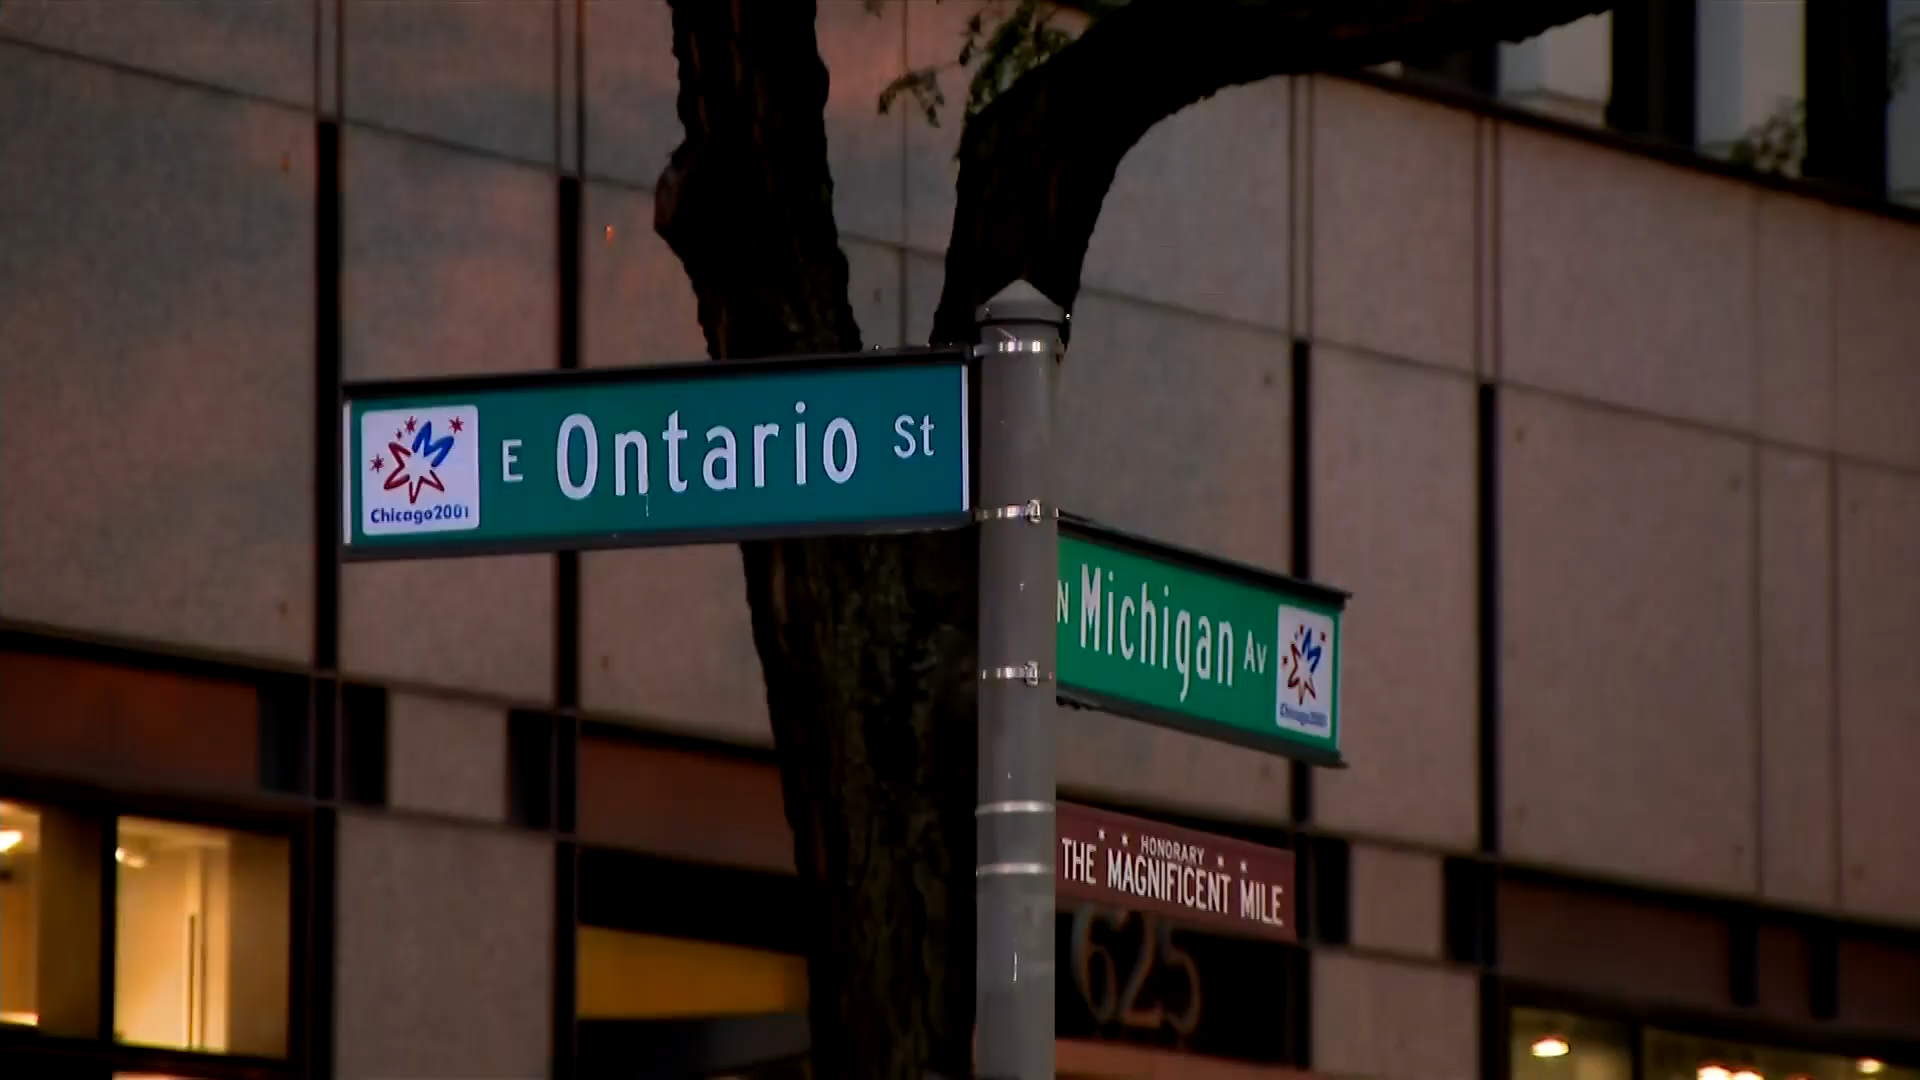 E Ontario St
Chicago2001
N Michigan Av
Chicago2001
HONORARY
THE MAGNIFICENT MILE
625